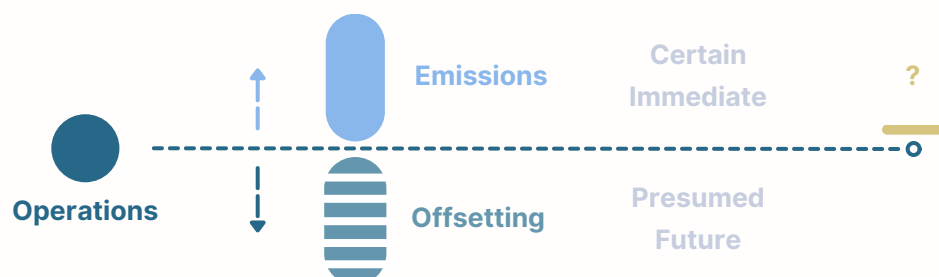 Certain
Emissions
?
Immediate
Operations
Presumed
Offsetting
Future